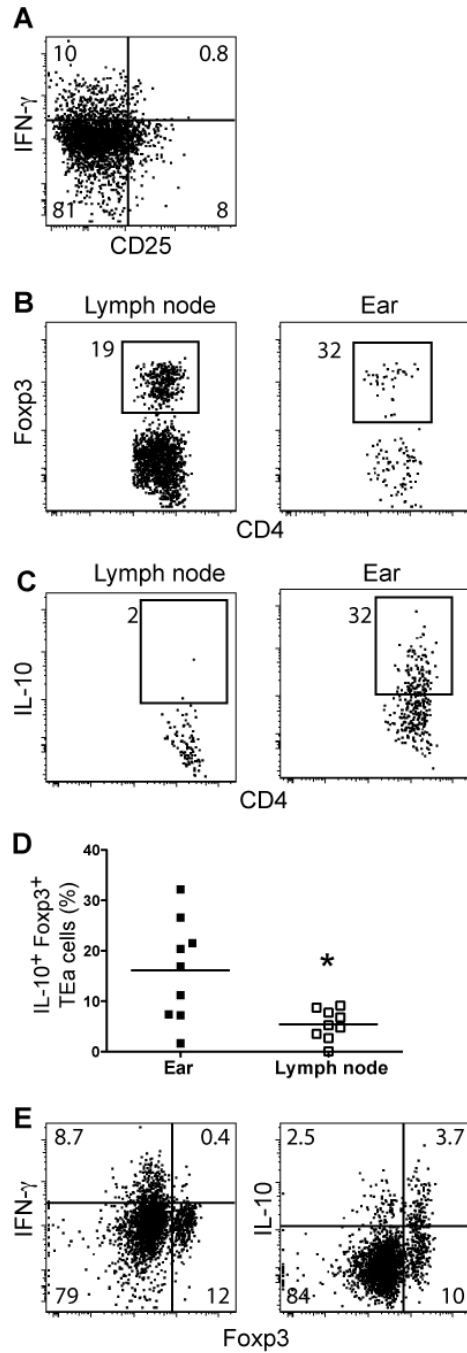 A
10 0.8
IFN-γ
81 8
CD25
B
Lymph node Ear
19 32
Foxp3
CD4
C
Lymph node Ear
2 32
IL-10
CD4
D
40
30
20
10
0
IL-10+ Foxp3+
TEa cells (%)
*
Ear Lymph node
E
8.7 0.4 2.5 3.7
IFN-γ IL-10
79 12 84 10
Foxp3